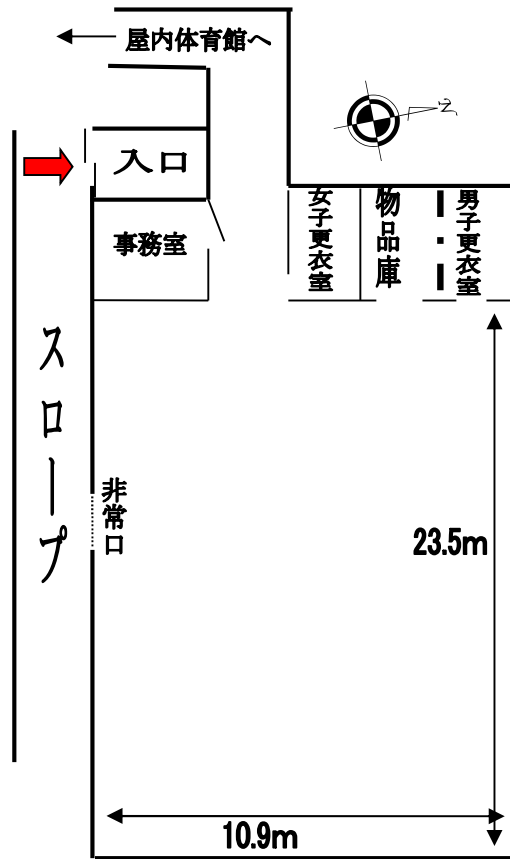 屋内体育館へ
N
入口
事務室
女子更衣室
物品庫
男子更衣室
スロープ
非常口
23.5m
10.9m